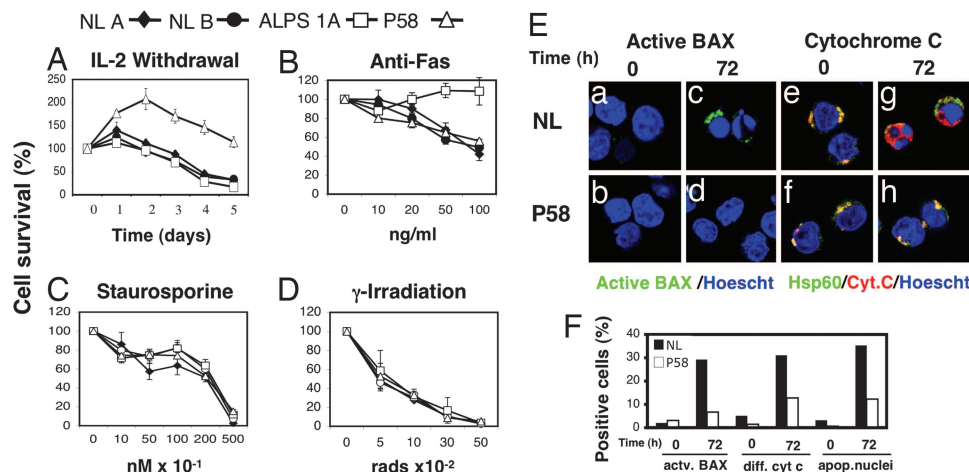 NL A NL B ALPS 1A P58
A IL-2 Withdrawal
250
200
150
100
50
0
0 1 2 3 4 5
Time (days)
B Anti-Fas
120
100
80
60
40
20
0
0 10 20 50 100
ng/ml
Cell survival (%)
C Staurosporine
120
100
80
60
40
20
0
0 10 50 100 200 500
nM x 10-1
D γ-Irradiation
120
100
80
60
40
20
0
0 5 10 30 50
rads x10-2
E Active BAX Cytochrome C
Time (h) 0 72 0 72
NL a c e g
P58 b d f h
Active BAX /Hoescht Hsp60/Cyt.C/Hoescht
F
Positive cells (%)
40
30
20
10
0
NL
P58
Time (h) 0 72 0 72 0 72
actv. BAX diff. cyt c apop.nuclei